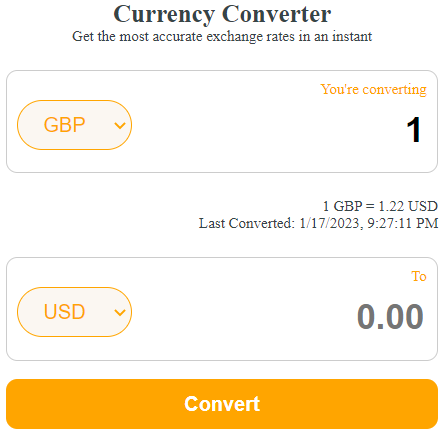 Currency Converter
Get the most accurate exchange rates in an instant
You're converting
GBP
1
1 GBP = 1.22 USD
Last Converted: 1/17/2023, 9:27:11 PM
To
USD
0.00
Convert